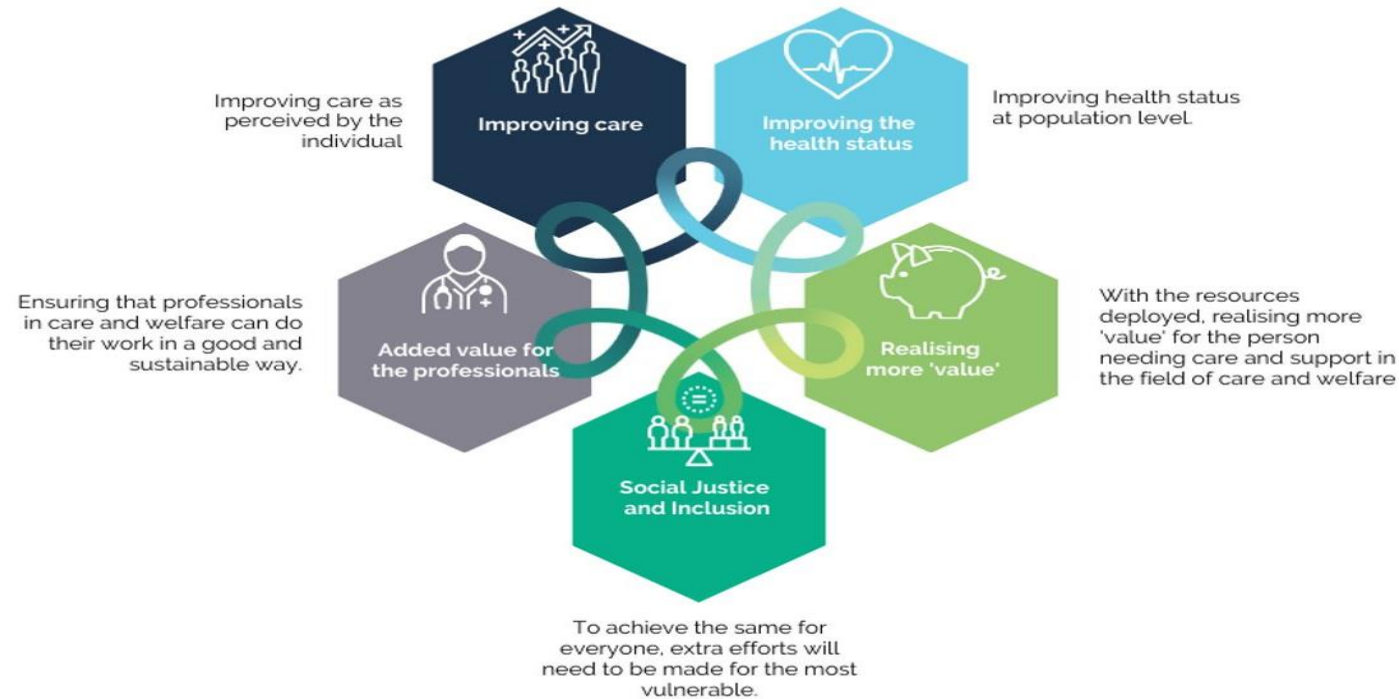 Improving care as
perceived by the
individual
Improving care
Improving the
health status
Improving health status
at population level.
Ensuring that professionals
in care and welfare can do
their work in a good and
sustainable way.
Added value for
the professionals
Realising
more 'value'
With the resources
deployed, realising more
'value' for the person
needing care and support in
the field of care and welfare
Social Justice
and Inclusion
To achieve the same for
everyone, extra efforts will
need to be made for the most
vulnerable.